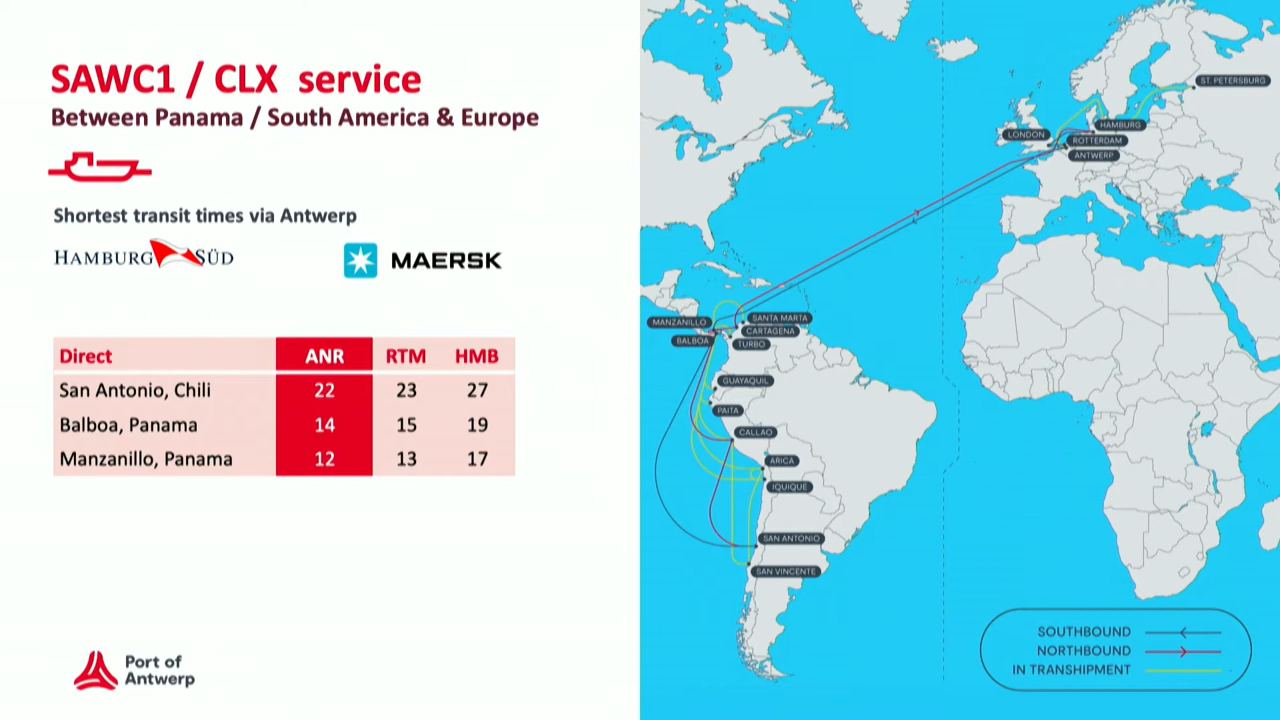 SAWC1 / CLX service
Between Panama / South America & Europe
Shortest transit times via Antwerp
HAMBURG SÜD
MAERSK
Direct ANR RTM HMB
San Antonio, Chili 22 23 27
Balboa, Panama 14 15 19
Manzanillo, Panama 12 13 17
Port of
Antwerp
ST. PETERSBURG
HAMBURG
LONDON
ROTTERDAM
ANTWERP
SANTA MARTA
MANZANILLO
CARTAGENA
BALBOA
TURBO
GUAYAQUIL
PAITA
CALLAO
ARICA
IQUIQUE
SAN ANTONIO
SAN VINCENTE
SOUTHBOUND
NORTHBOUND
IN TRANSHIPMENT